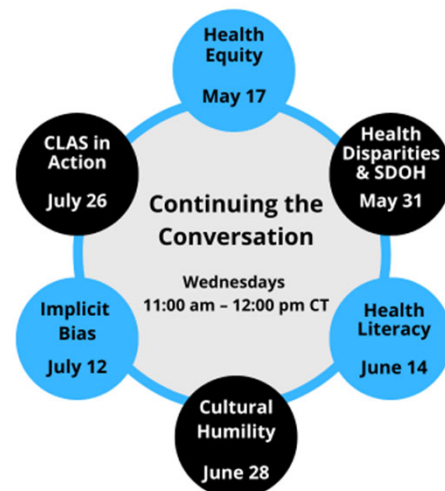 Health
Equity
May 17
Health
Disparities
& SDOH
May 31
Health
Literacy
June 14
Cultural
Humility
June 28
Implicit
Bias
July 12
CLAS in
Action
July 26
Continuing the
Conversation
Wednesdays
11:00 am – 12:00 pm CT